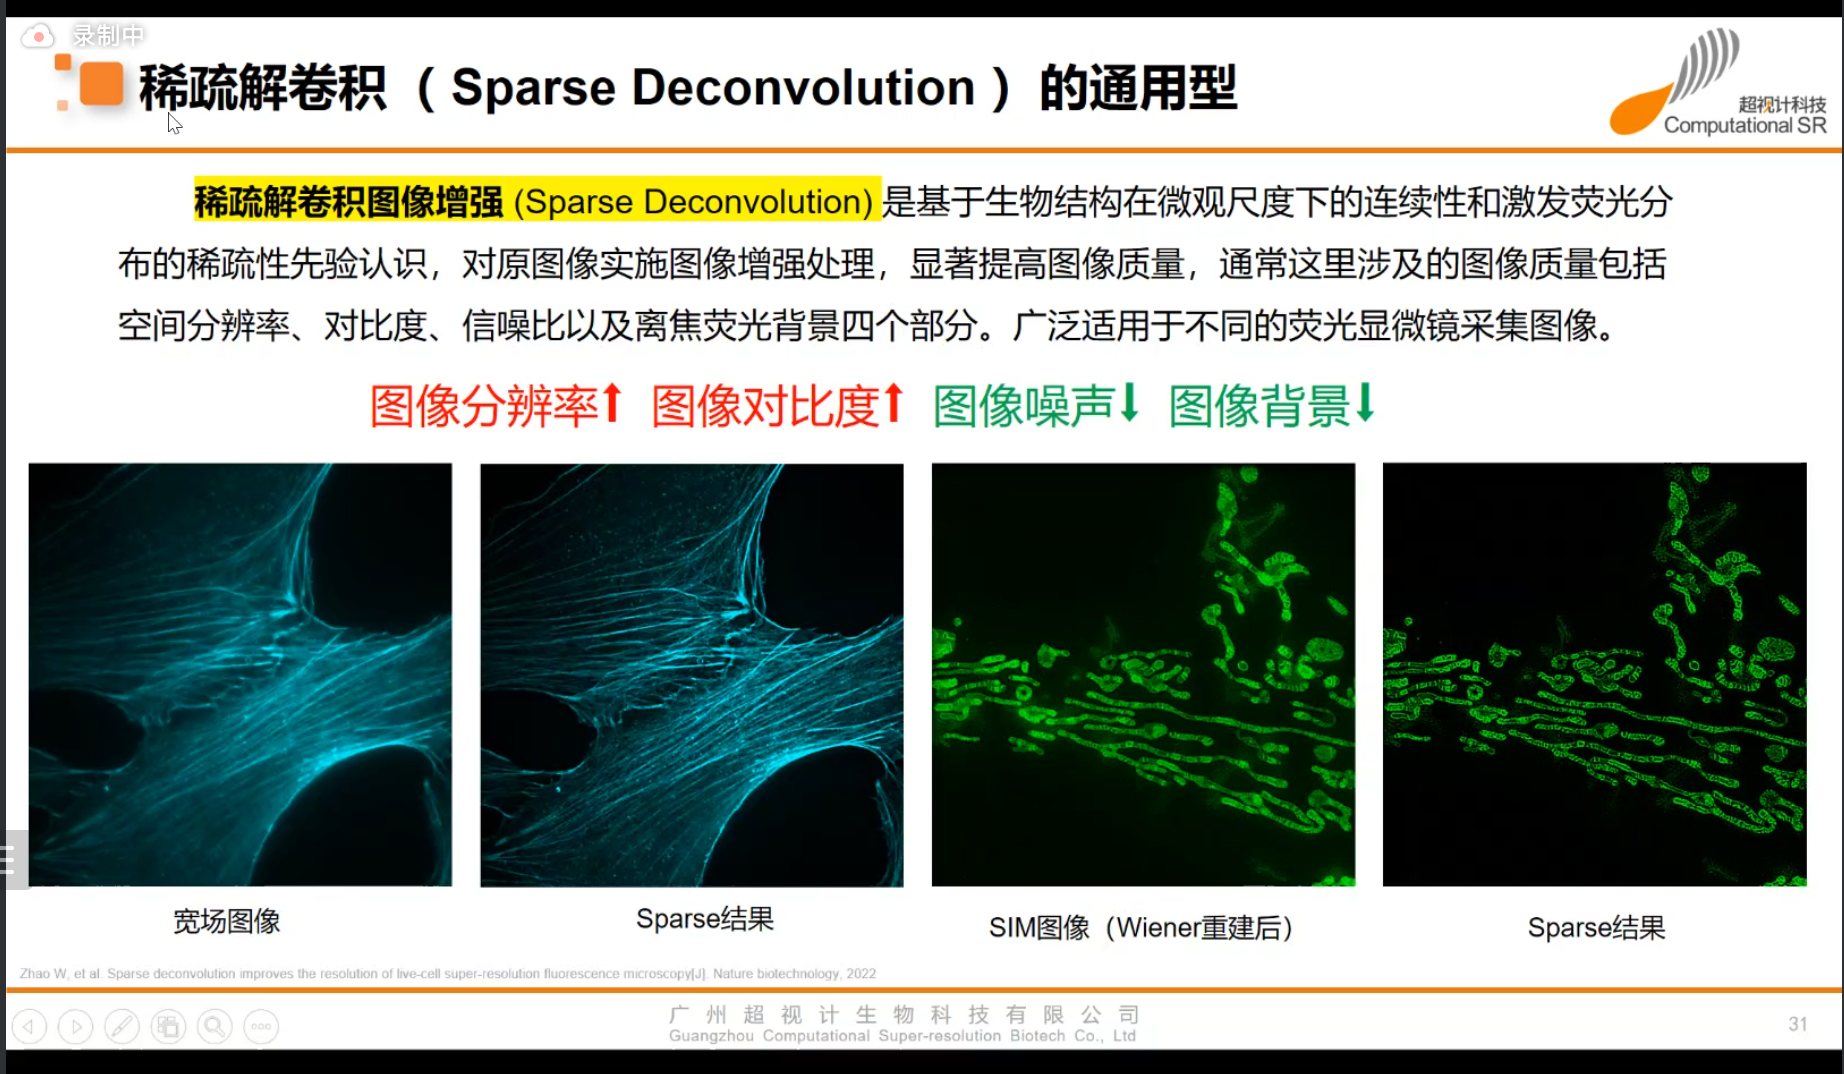 录制中
稀疏解卷积（ Sparse Deconvolution ）的通用型
超视计科技
Computational SR
稀疏解卷积图像增强 (Sparse Deconvolution) 是基于生物结构在微观尺度下的连续性和激发荧光分
布的稀疏性先验认识，对原图像实施图像增强处理，显著提高图像质量，通常这里涉及的图像质量包括
空间分辨率、对比度、信噪比以及离焦荧光背景四个部分。广泛适用于不同的荧光显微镜采集图像。
图像分辨率⬆ 图像对比度⬆ 图像噪声⬇ 图像背景⬇
宽场图像
Sparse结果
SIM图像（Wiener重建后）
Sparse结果
Zhao W, et al. Sparse deconvolution improves the resolution of live-cell super-resolution fluorescence microscopy[J]. Nature biotechnology, 2022
广州超视计生物科技有限公司
Guangzhou Computational Super-resolution Biotech Co., Ltd
31